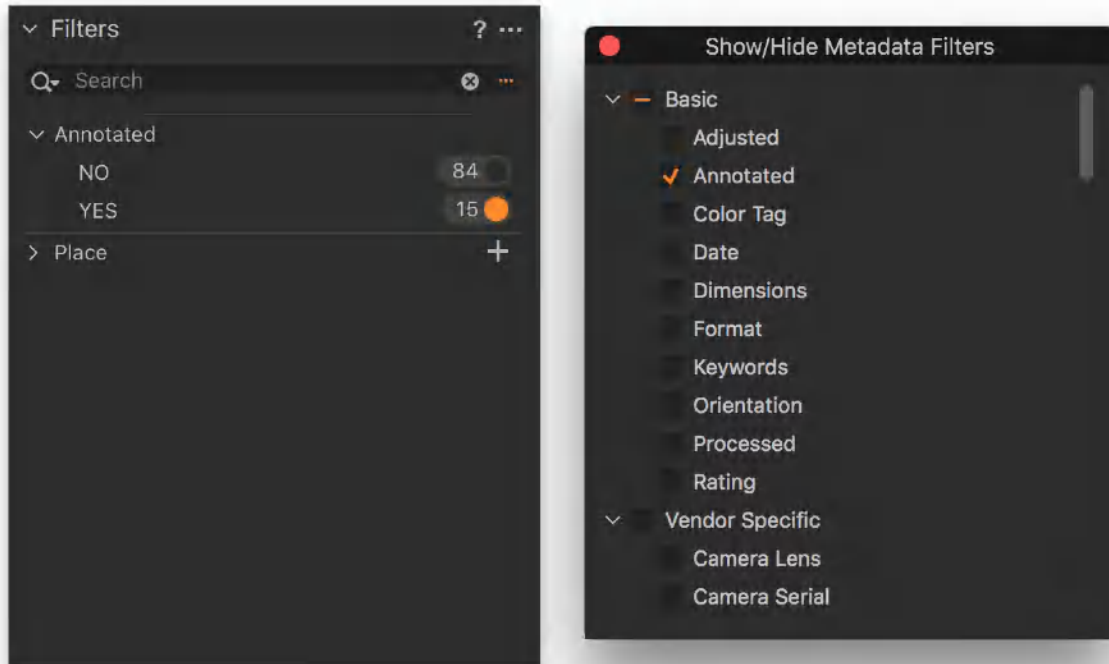 Filters ? ...
Search
Annotated
NO 84
YES 15
Place +
Show/Hide Metadata Filters
Basic
Adjusted
Annotated
Color Tag
Date
Dimensions
Format
Keywords
Orientation
Processed
Rating
Vendor Specific
Camera Lens
Camera Serial